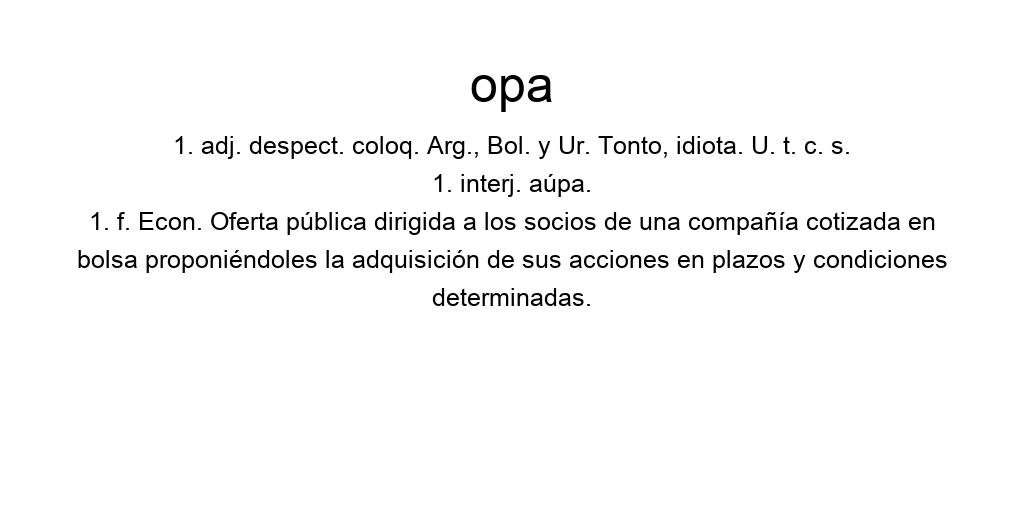 opa
1. adj. despect. coloq. Arg., Bol. y Ur. Tonto, idiota. U. t. c. s.
1. interj. aúpa.
1. f. Econ. Oferta pública dirigida a los socios de una compañía cotizada en
bolsa proponiéndoles la adquisición de sus acciones en plazos y condiciones
determinadas.